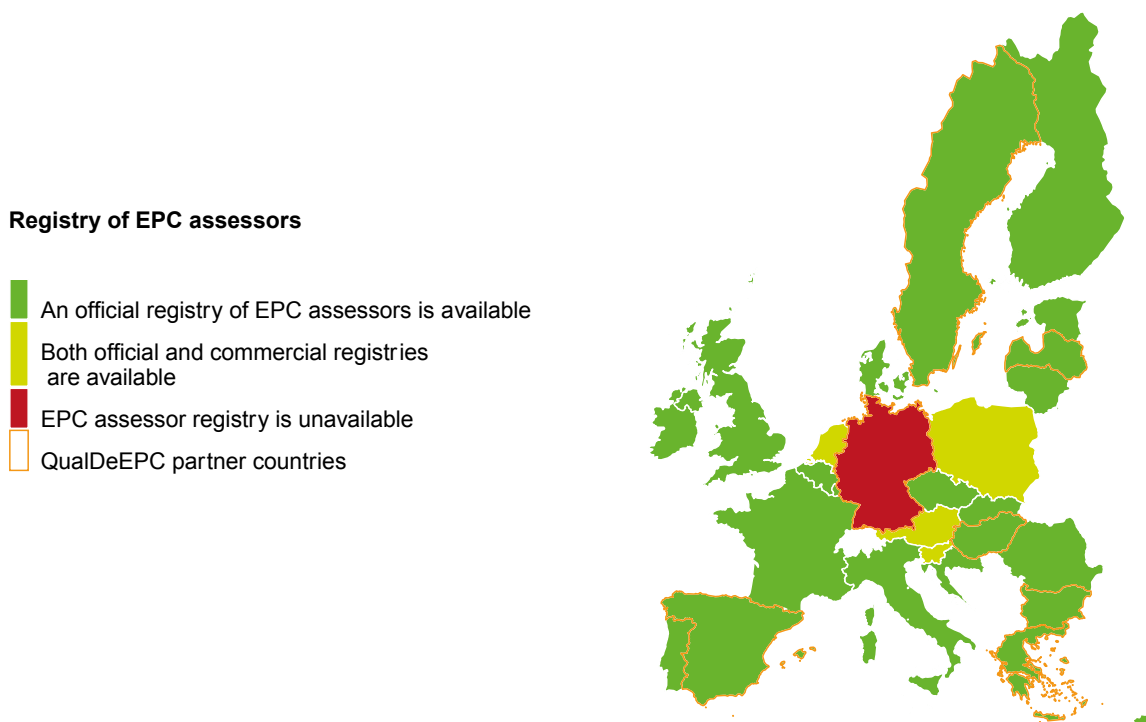 Registry of EPC assessors
An official registry of EPC assessors is available
Both official and commercial registries
are available
EPC assessor registry is unavailable
QualDeEPC partner countries